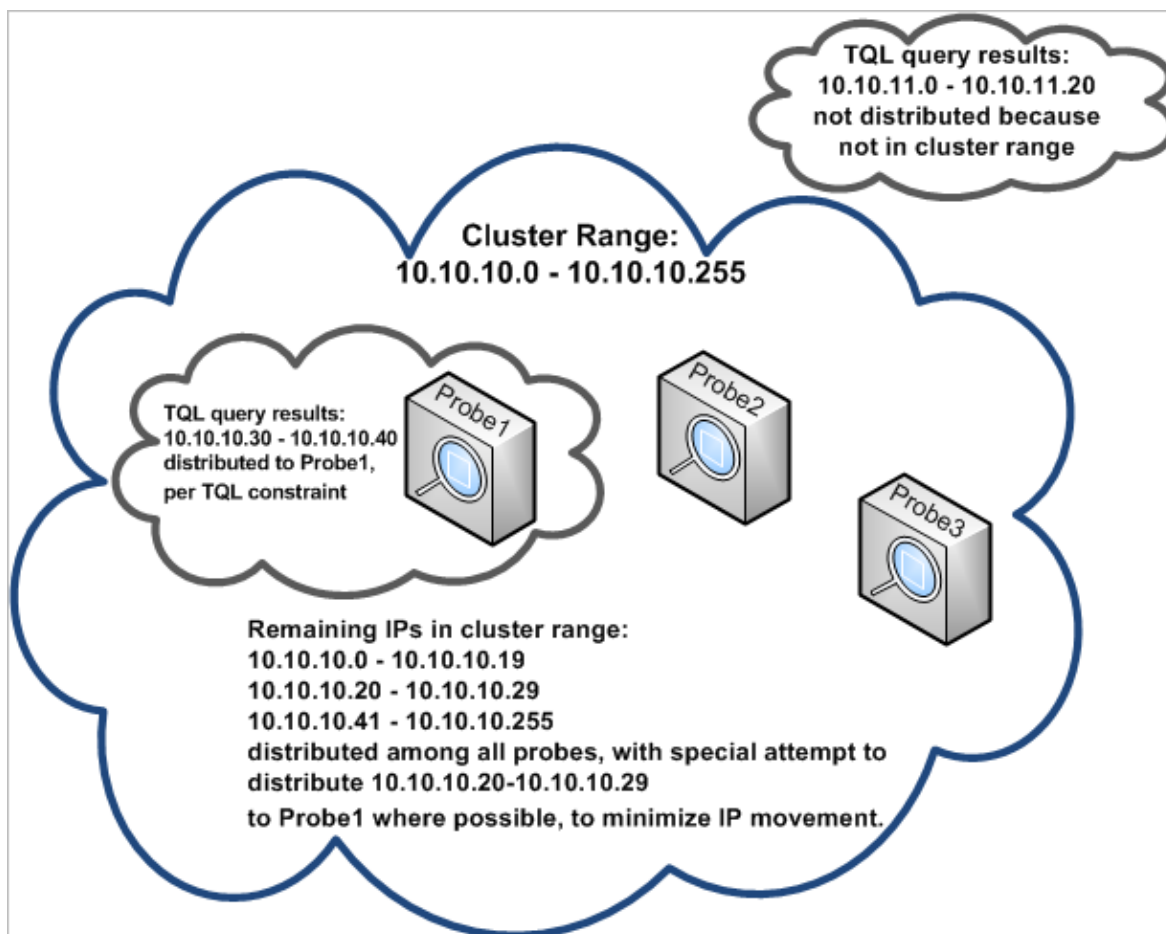 TQL query results:
10.10.11.0 - 10.10.11.20
not distributed because
not in cluster range
Cluster Range:
10.10.10.0 - 10.10.10.255
TQL query results:
10.10.10.30 - 10.10.10.40
distributed to Probe1,
per TQL constraint
Probe1
Probe2
Probe3
Remaining IPs in cluster range:
10.10.10.0 - 10.10.10.19
10.10.10.20 - 10.10.10.29
10.10.10.41 - 10.10.10.255
distributed among all probes, with special attempt to
distribute 10.10.10.20-10.10.10.29
to Probe1 where possible, to minimize IP movement.